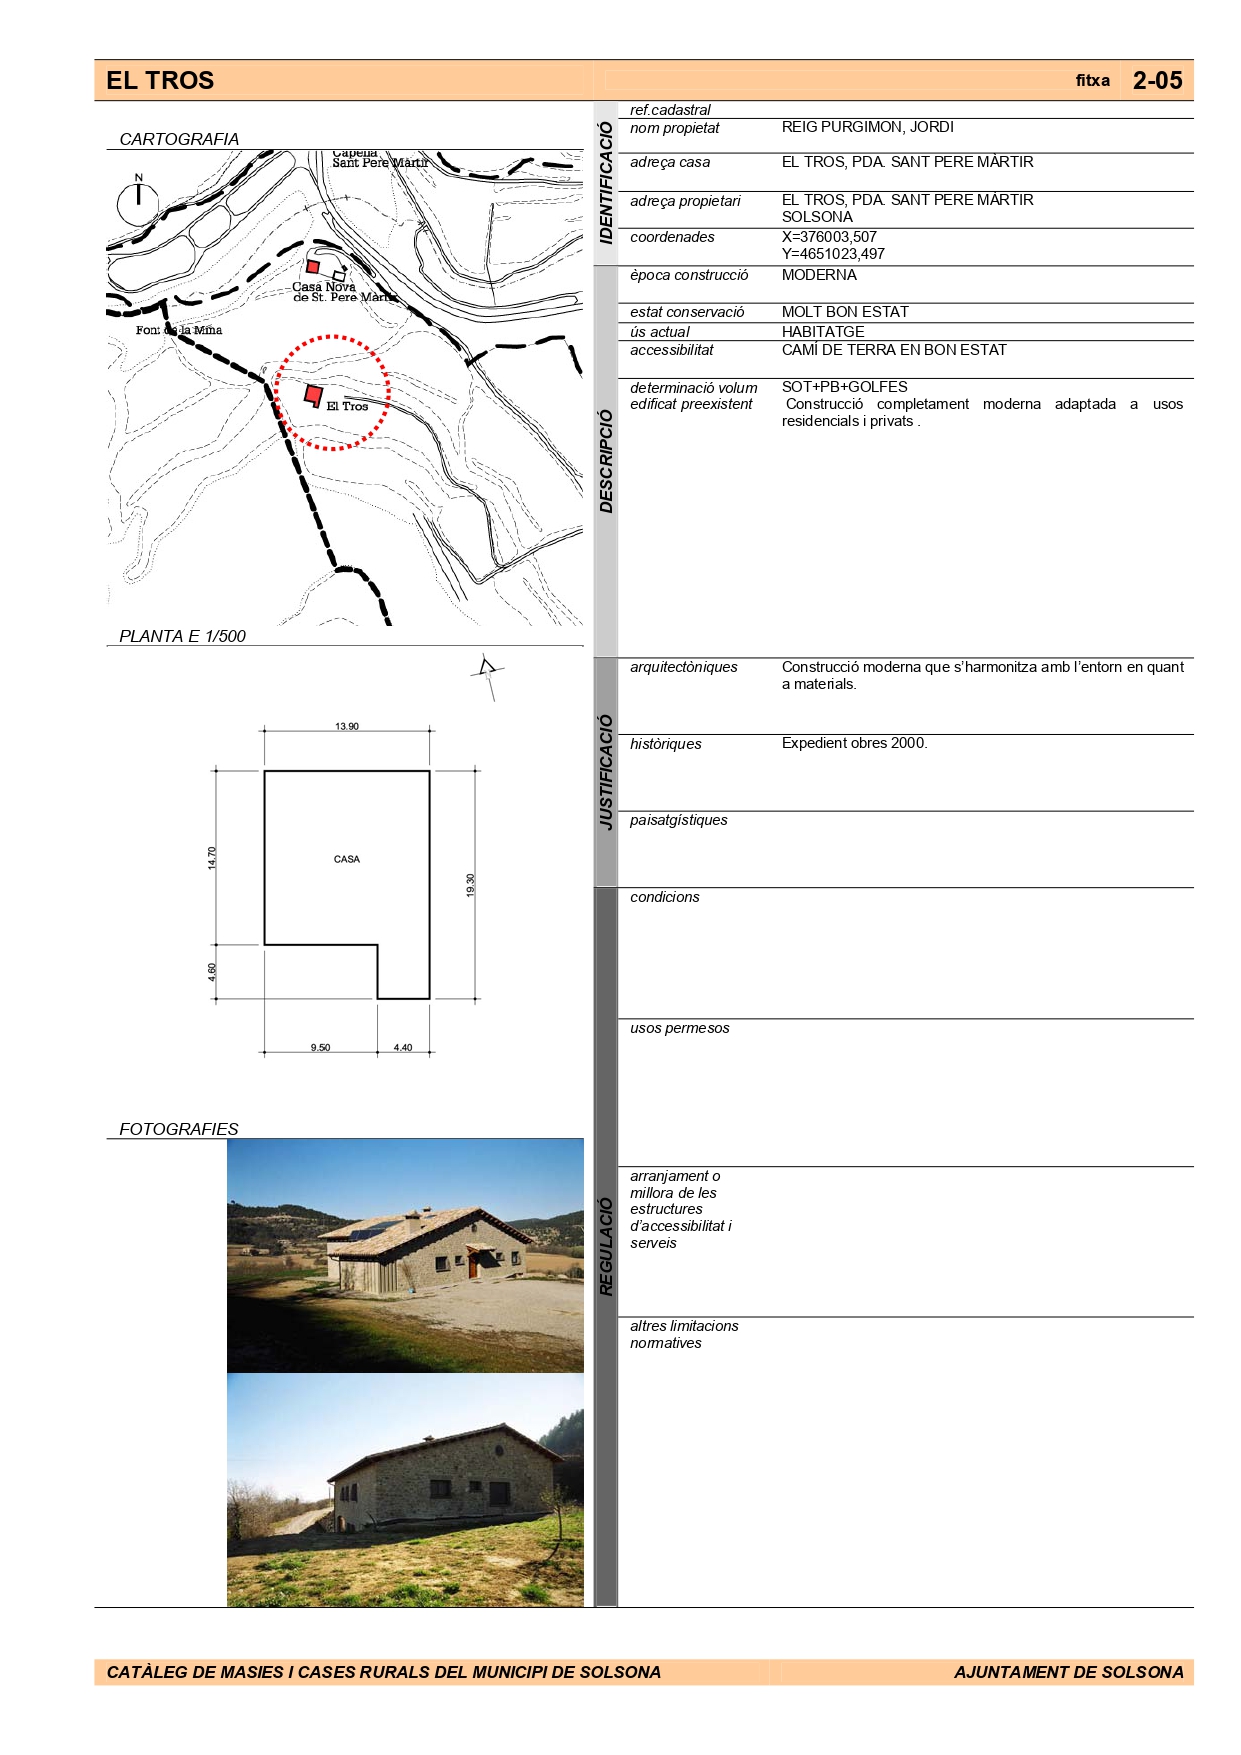 EL TROS
fitxa 2-05
CARTOGRAFIA
Capella
Sant Pere Màrtir
N
Casa Nova
de St. Pere Màrtir
Font de la Mina
El Tros
PLANTA E 1/500
13.90
14.70
CASA
19.30
4.60
9.50
4.40
FOTOGRAFIES
IDENTIFICACIÓ
ref.cadastral
nom propietat REIG PURGIMON, JORDI
adreça casa EL TROS, PDA. SANT PERE MÀRTIR
adreça propietari EL TROS, PDA. SANT PERE MÀRTIR
SOLSONA
coordenades X=376003,507
Y=4651023,497
DESCRIPCIÓ
època construcció MODERNA
estat conservació MOLT BON ESTAT
ús actual HABITATGE
accessibilitat CAMÍ DE TERRA EN BON ESTAT
determinació volum SOT+PB+GOLFES
edificat preexistent Construcció completament moderna adaptada a usos
residencials i privats .
JUSTIFICACIÓ
arquitectòniques Construcció moderna que s’harmonitza amb l’entorn en quant
a materials.
històriques Expedient obres 2000.
paisatgístiques
REGULACIÓ
condicions
usos permesos
arranjament o
millora de les
estructures
d’accessibilitat i
serveis
altres limitacions
normatives
CATÀLEG DE MASIES I CASES RURALS DEL MUNICIPI DE SOLSONA
AJUNTAMENT DE SOLSONA